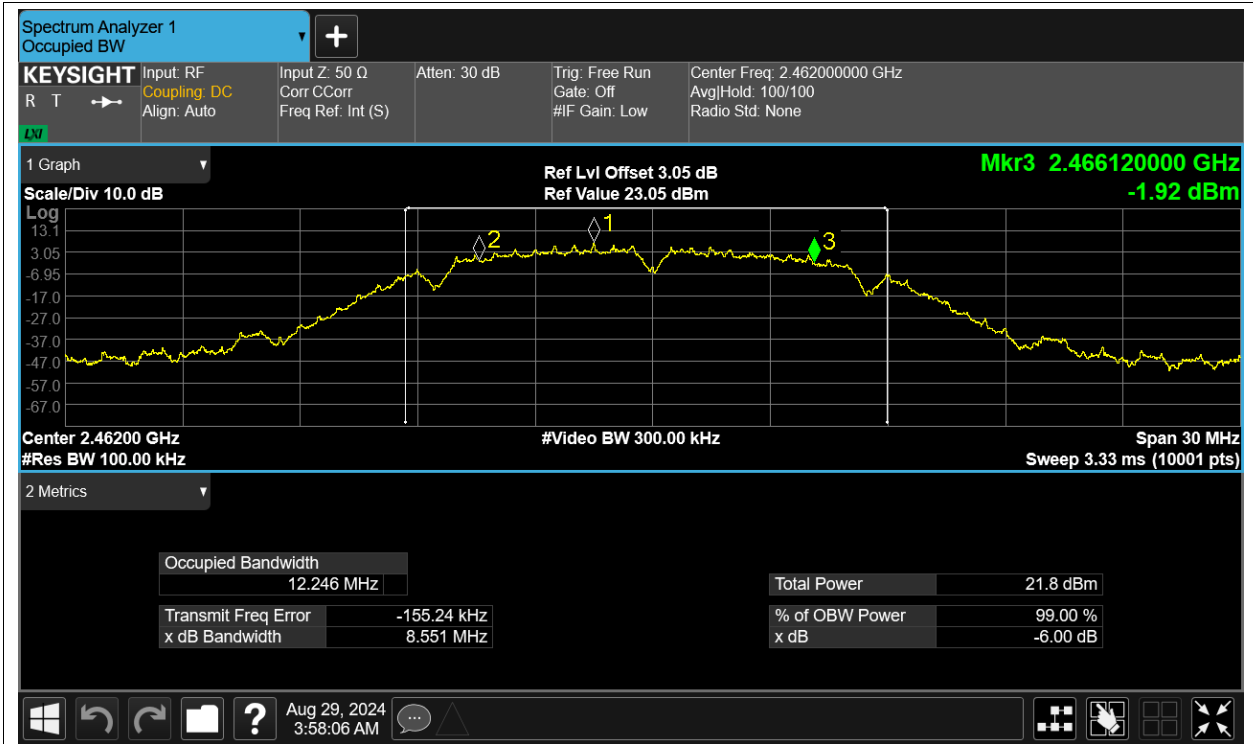 Spectrum Analyzer 1
Occupied BW
KEYSIGHT
R T
LXI
Input: RF
Coupling: DC
Align: Auto
Input Z: 50 Ω
Corr CCorr
Freq Ref: Int (S)
Atten: 30 dB
Trig: Free Run
Gate: Off
#IF Gain: Low
Center Freq: 2.462000000 GHz
Avg|Hold: 100/100
Radio Std: None
1 Graph
Scale/Div 10.0 dB
Ref Lvl Offset 3.05 dB
Ref Value 23.05 dBm
Mkr3 2.466120000 GHz
-1.92 dBm
Log
13.1
3.05
-6.95
-17.0
-27.0
-37.0
-47.0
-57.0
-67.0
2
1
3
Center 2.46200 GHz
#Res BW 100.00 kHz
#Video BW 300.00 kHz
Span 30 MHz
Sweep 3.33 ms (10001 pts)
2 Metrics
Occupied Bandwidth
12.246 MHz
Transmit Freq Error -155.24 kHz
x dB Bandwidth 8.551 MHz
Total Power 21.8 dBm
% of OBW Power 99.00 %
x dB -6.00 dB
?
Aug 29, 2024
3:58:06 AM